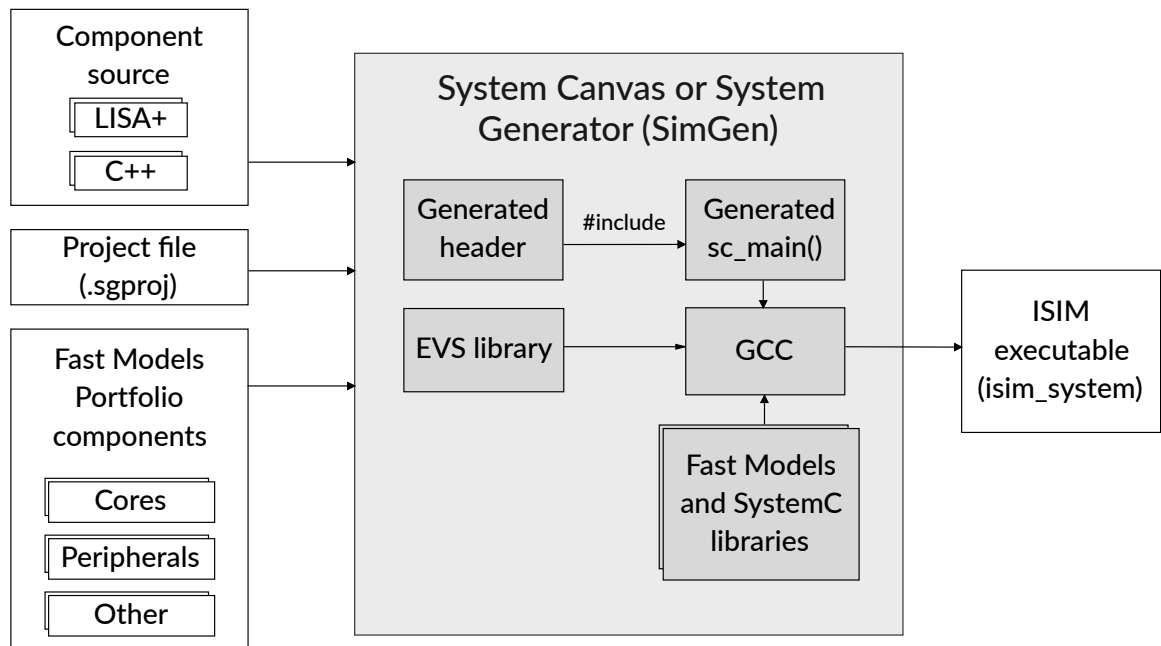 Component
source
LISA+
C++
Project file
(.sgproj)
Fast Models
Portfolio
components
Cores
Peripherals
Other
System Canvas or System
Generator (SimGen)
Generated
header
#include
Generated
sc_main()
EVS library
GCC
Fast Models
and SystemC
libraries
ISIM
executable
(isim_system)